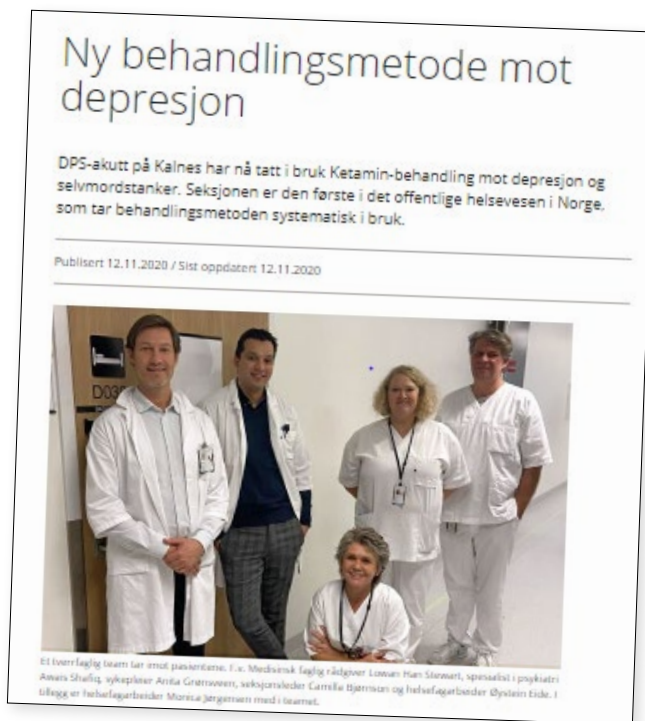 Ny behandlingsmetode mot
depresjon
DPS-akutt på Kalnes har nå tatt i bruk Ketamin-behandling mot depresjon og
selvmordstanker. Seksjonen er den første i det offentlige helsevesen i Norge,
som tar behandlingsmetoden systematisk i bruk.
Publisert 12.11.2020 / Sist oppdatert 12.11.2020
D03
Et tverrfaglig team tar imot pasientene. F.v. Medisinsk faglig rådgiver Lowan Han Stewart, spesialist i psykiatri
Awais Shafiq, sykepleier Anita Grønsveen, seksjonsleder Camilla Bjørnson og helsefagarbeider Øystein Eide. I
tillegg er helsefagarbeider Monica Jørgensen med i teamet.